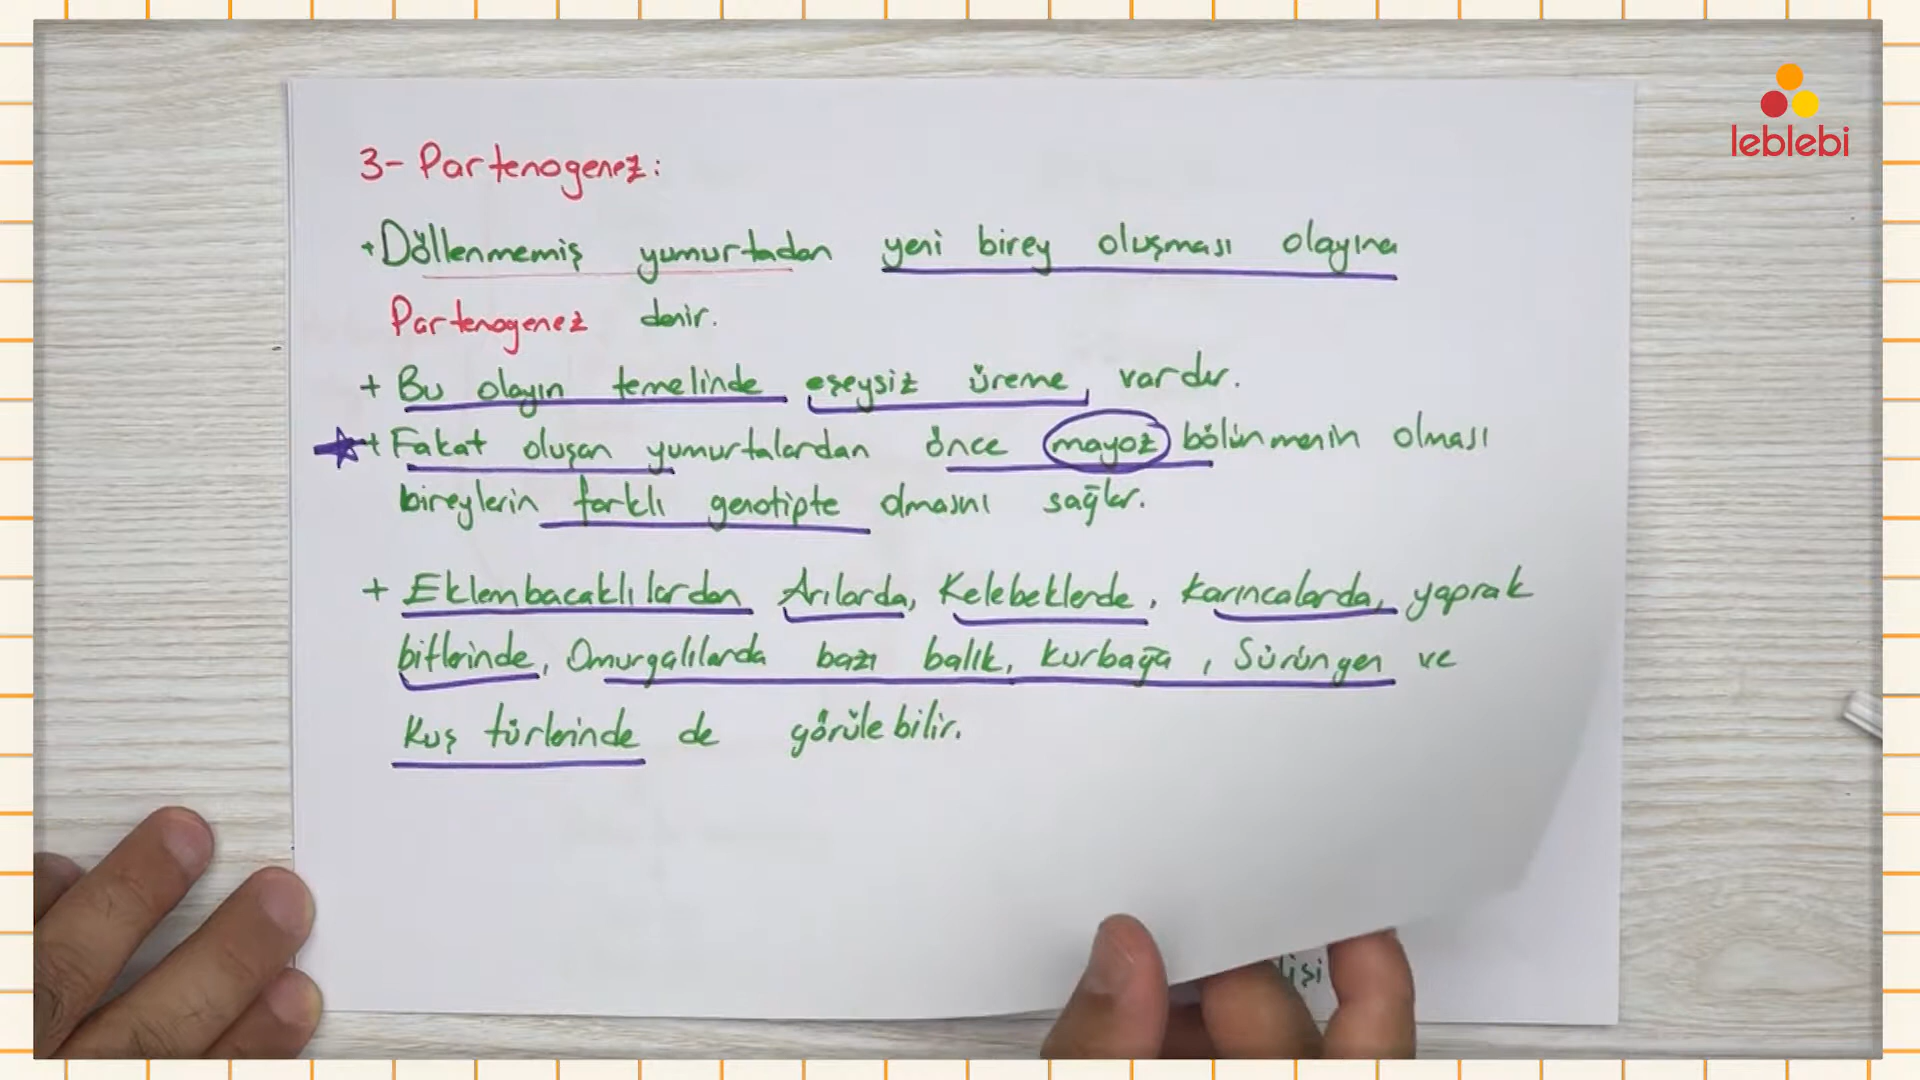 leblebi
3- Partenogenez:
+Döllenmemiş yumurtadan yeni birey oluşması olayına
Partenogenez denir.
+ Bu olayın temelinde eşeysiz üreme, vardır.
+ Fakat oluşan yumurtalardan önce mayoz bölünmenin olması
bireylerin farklı genotipte olmasını sağlar.
+ Eklembacaklılardan Arılarda, Kelebeklerde, Karıncalarda, yaprak
bitlerinde, Omurgalılarda bazı balık, kurbağa, Sürüngen ve
Kuş türlerinde de görülebilir.